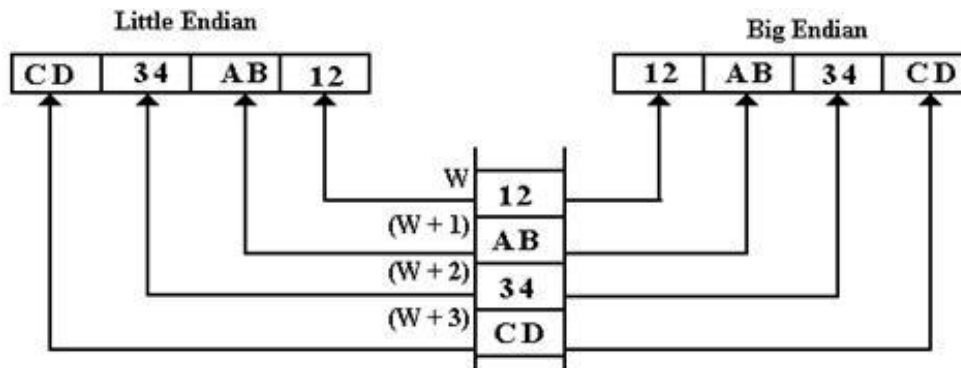 Little Endian
Big Endian
CD 34 AB 12
12 AB 34 CD
W
12
(W + 1)
AB
(W + 2)
34
(W + 3)
CD